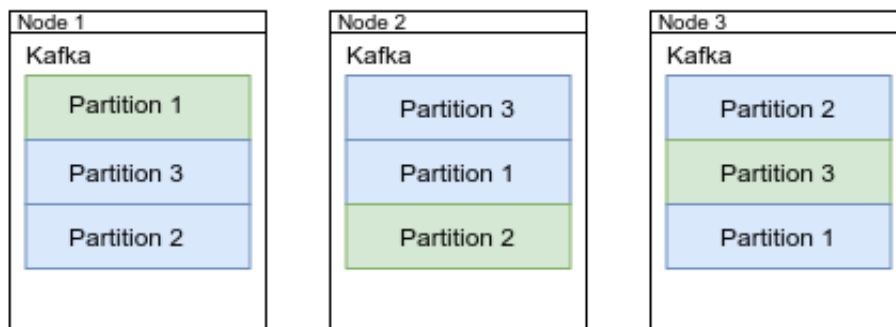 Node 1
Kafka
Partition 1
Partition 3
Partition 2
Node 2
Kafka
Partition 3
Partition 1
Partition 2
Node 3
Kafka
Partition 2
Partition 3
Partition 1